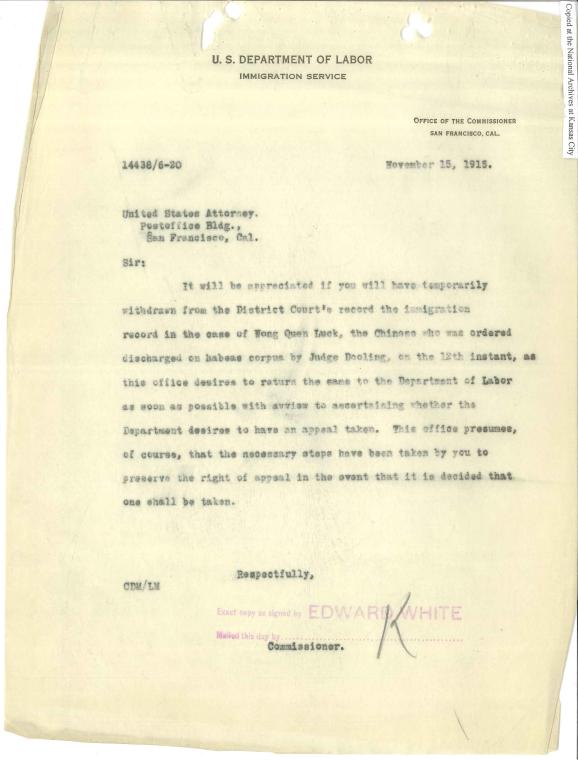 U. S. DEPARTMENT OF LABOR
IMMIGRATION SERVICE
OFFICE OF THE COMMISSIONER
SAN FRANCISCO, CAL.
14438/6-20 November 15, 1915.
United States Attorney.
Postoffice Bldg.,
San Francisco, Cal.
Sir:
It will be appreciated if you will have temporarily
withdrawn from the District Court's record the immigration
record in the case of Wong Quen Luck, the Chinese who was ordered
discharged on habeas corpus by Judge Dooling, on the 12th instant, as
this office desires to return the same to the Department of Labor
as soon as possible with aview to ascertaining whether the
Department desires to have an appeal taken. This office presumes,
of course, that the necessary steps have been taken by you to
preserve the right of appeal in the event that it is decided that
one shall be taken.
Respectfully,
CDM/LM
Exact copy as signed by EDWARD WHITE
Mailed this day by
K
Commissioner.
Copied at the National Archives at Kansas City